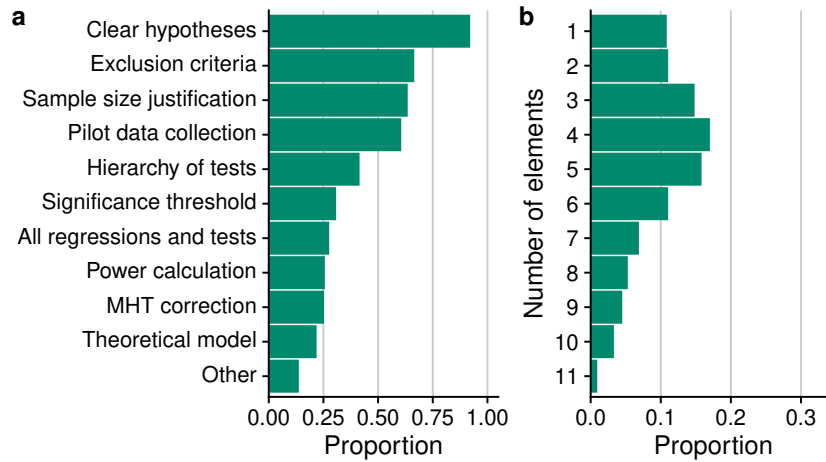 a
Clear hypotheses
Exclusion criteria
Sample size justification
Pilot data collection
Hierarchy of tests
Significance threshold
All regressions and tests
Power calculation
MHT correction
Theoretical model
Other
0.00 0.25 0.50 0.75 1.00
Proportion
b
Number of elements
1
2
3
4
5
6
7
8
9
10
11
0.0 0.1 0.2 0.3
Proportion